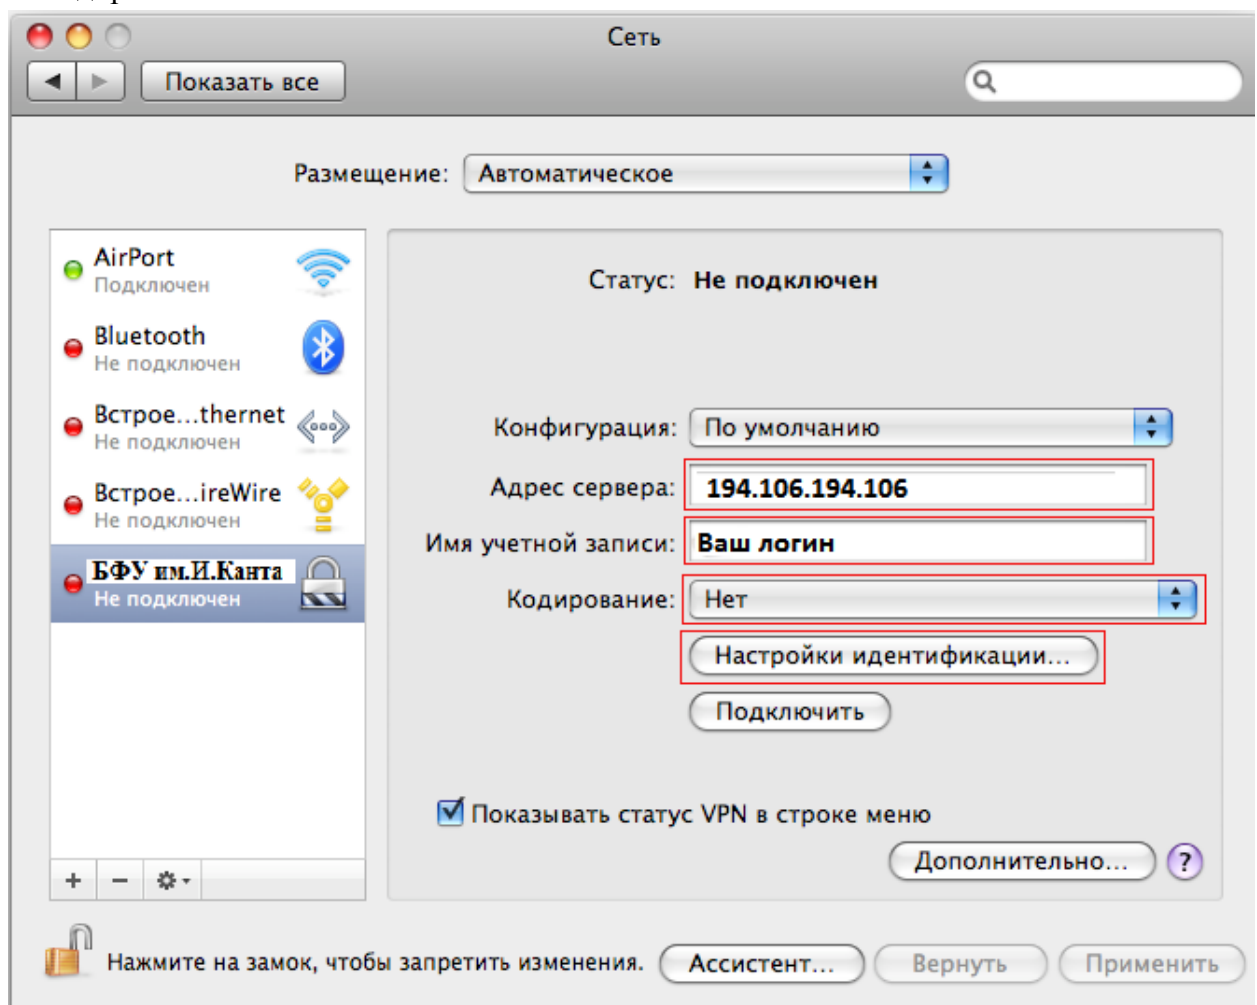 Сеть
Показать все
Размещение: Автоматическое
AirPort
Подключен
Bluetooth
Не подключен
Встрое...thernet
Не подключен
Встрое...ireWire
Не подключен
БФУ им.И.Канта
Не подключен
Статус: Не подключен
Конфигурация: По умолчанию
Адрес сервера: 194.106.194.106
Имя учетной записи: Ваш логин
Кодирование: Нет
Настройки идентификации...
Подключить
Показывать статус VPN в строке меню
Дополнительно... ?
+ −
Нажмите на замок, чтобы запретить изменения. Ассистент... Вернуть Применить